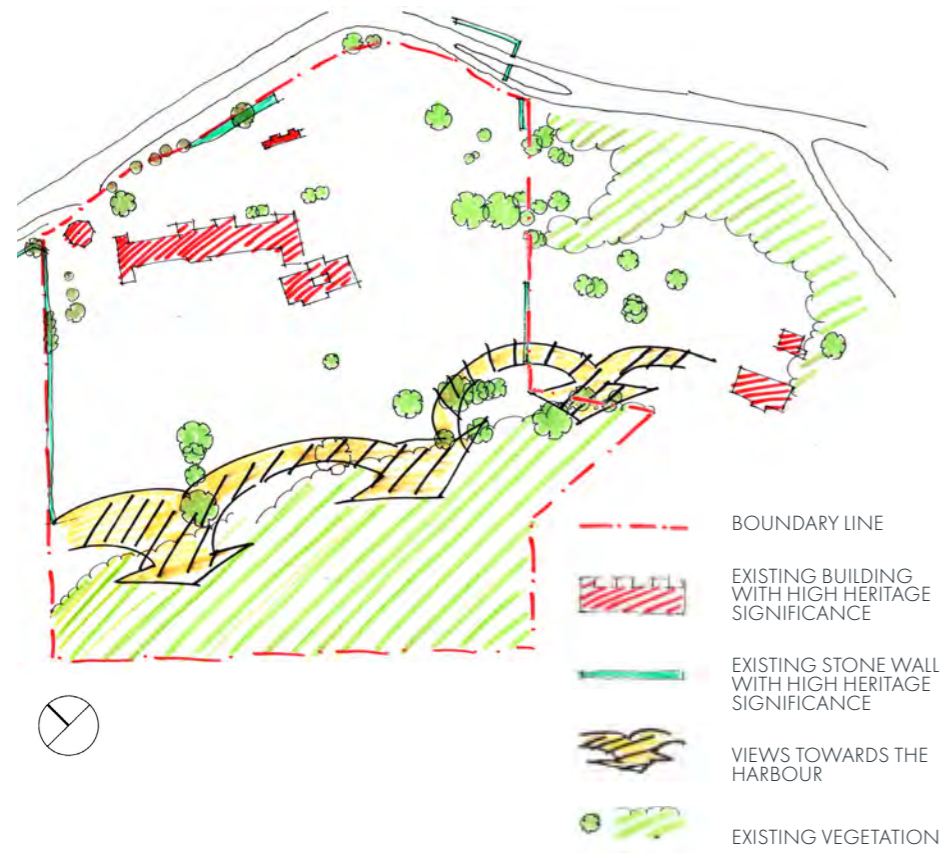 BOUNDARY LINE
EXISTING BUILDING
WITH HIGH HERITAGE
SIGNIFICANCE
EXISTING STONE WALL
WITH HIGH HERITAGE
SIGNIFICANCE
VIEWS TOWARDS THE
HARBOUR
EXISTING VEGETATION